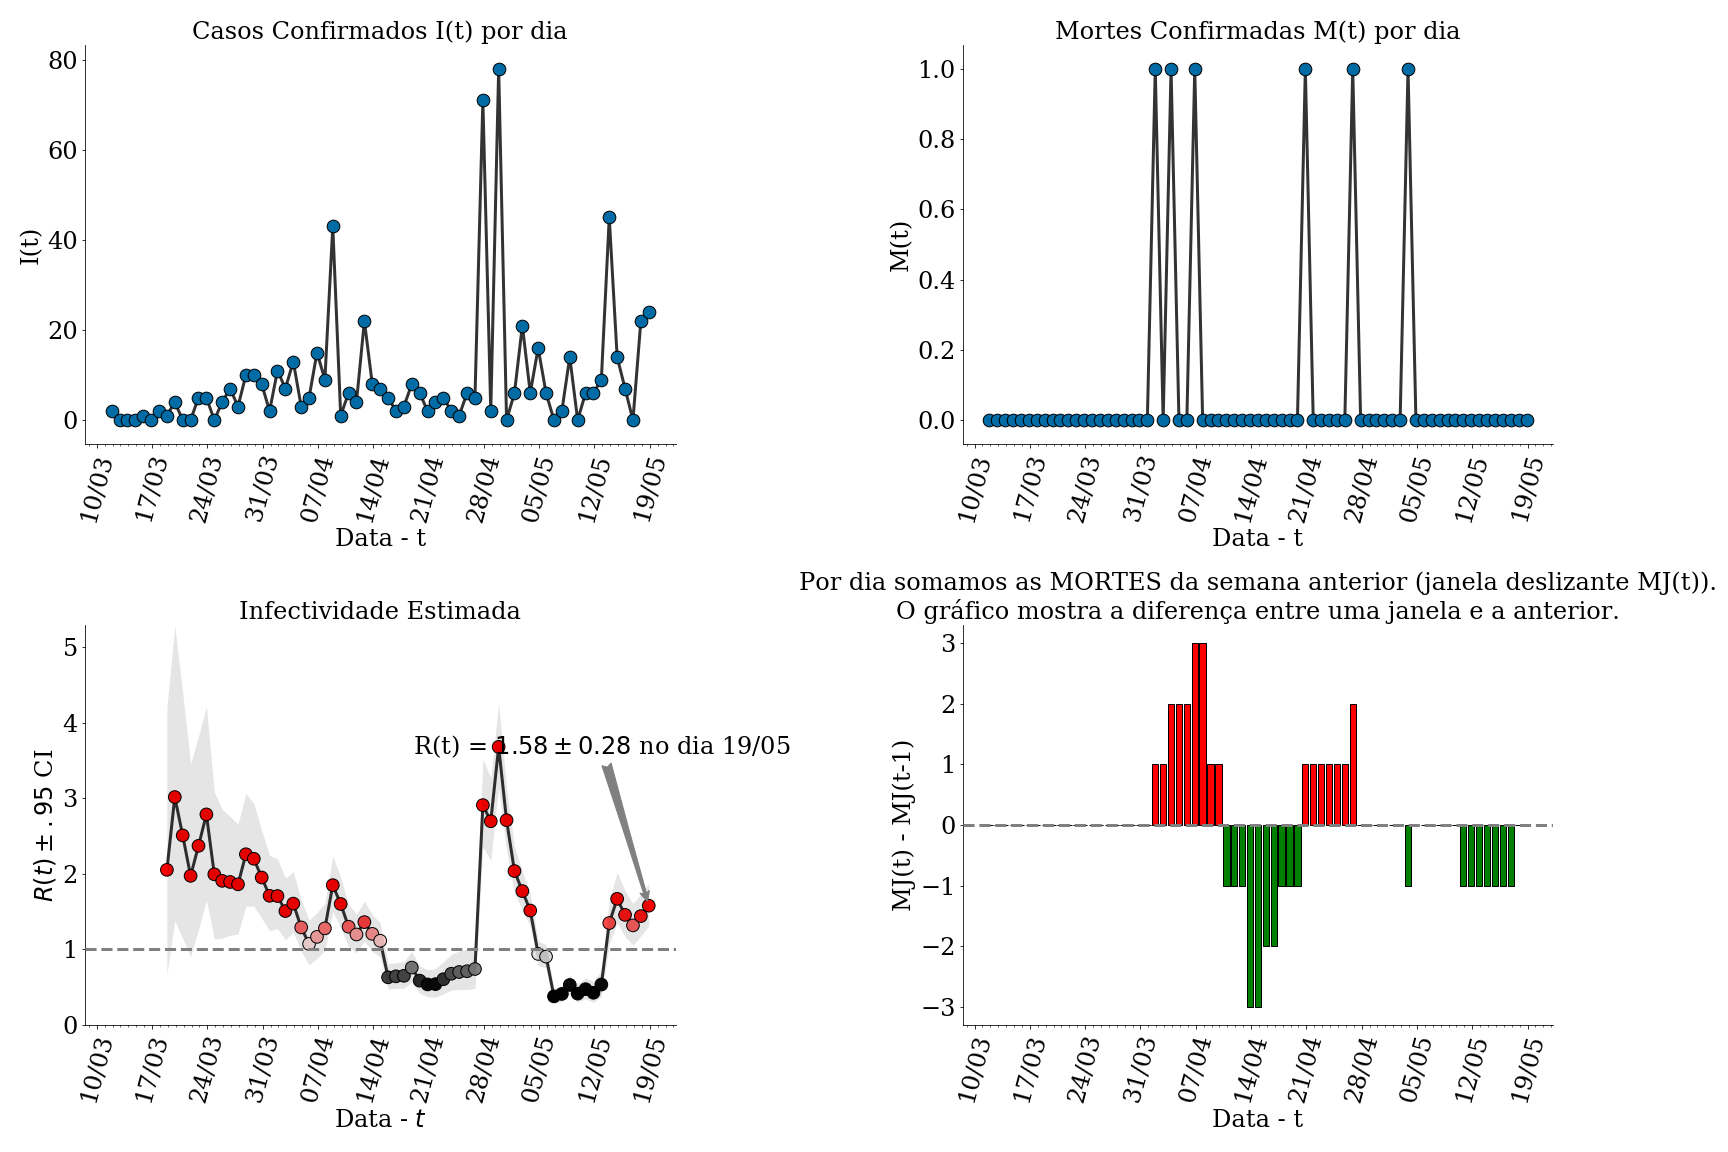 Casos Confirmados I(t) por dia
80
60
40
20
0
I(t)
10/03 17/03 24/03 31/03 07/04 14/04 21/04 28/04 05/05 12/05 19/05
Data - t
Mortes Confirmadas M(t) por dia
1.0
0.8
0.6
0.4
0.2
0.0
M(t)
10/03 17/03 24/03 31/03 07/04 14/04 21/04 28/04 05/05 12/05 19/05
Data - t
Infectividade Estimada
5
4
3
2
1
0
R(t) ± .95 CI
R(t) = 1.58 ± 0.28 no dia 19/05
10/03 17/03 24/03 31/03 07/04 14/04 21/04 28/04 05/05 12/05 19/05
Data - t
Por dia somamos as MORTES da semana anterior (janela deslizante MJ(t)).
O gráfico mostra a diferença entre uma janela e a anterior.
3
2
1
0
−1
−2
−3
MJ(t) - MJ(t-1)
10/03 17/03 24/03 31/03 07/04 14/04 21/04 28/04 05/05 12/05 19/05
Data - t